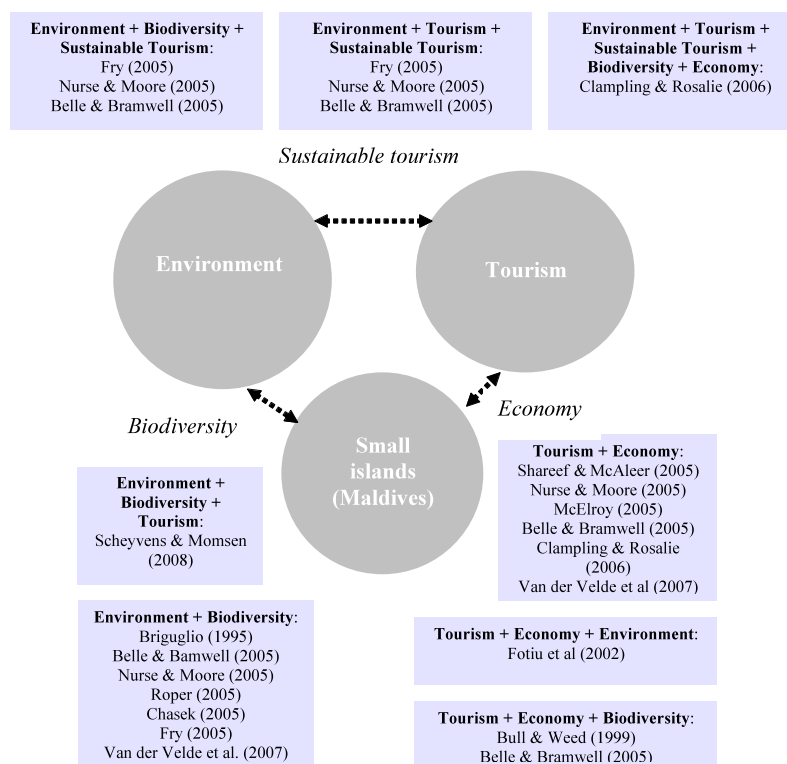 Environment + Biodiversity +
Sustainable Tourism:
Fry (2005)
Nurse & Moore (2005)
Belle & Bramwell (2005)
Environment + Tourism +
Sustainable Tourism:
Fry (2005)
Nurse & Moore (2005)
Belle & Bramwell (2005)
Environment + Tourism +
Sustainable Tourism +
Biodiversity + Economy:
Clampling & Rosalie (2006)
Sustainable tourism
Environment
Tourism
Biodiversity
Economy
Small
islands
(Maldives)
Environment +
Biodiversity +
Tourism:
Scheyvens & Momsen
(2008)
Tourism + Economy:
Shareef & McAleer (2005)
Nurse & Moore (2005)
McElroy (2005)
Belle & Bramwell (2005)
Clampling & Rosalie
(2006)
Van der Velde et al (2007)
Environment + Biodiversity:
Briguglio (1995)
Belle & Bamwell (2005)
Nurse & Moore (2005)
Roper (2005)
Chasek (2005)
Fry (2005)
Van der Velde et al. (2007)
Tourism + Economy + Environment:
Fotiu et al (2002)
Tourism + Economy + Biodiversity:
Bull & Weed (1999)
Belle & Bramwell (2005)